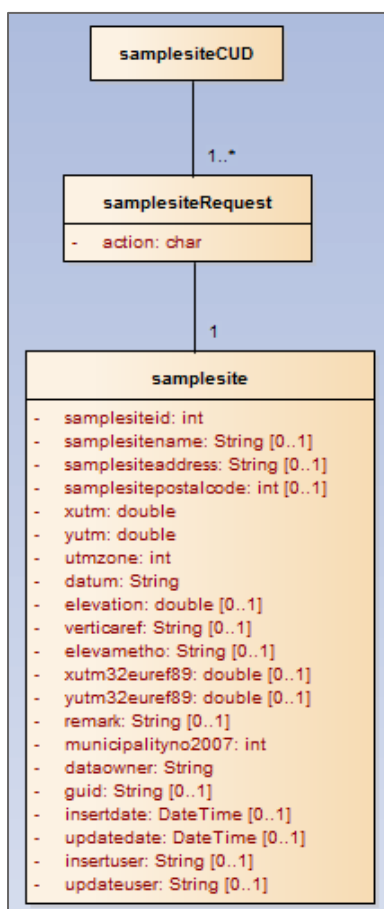 samplesiteCUD
1..*
samplesiteRequest
- action: char
1
samplesite
- samplesiteid: int
- samplesitename: String [0..1]
- samplesiteaddress: String [0..1]
- samplesitepostalcode: int [0..1]
- xutm: double
- yutm: double
- utmzone: int
- datum: String
- elevation: double [0..1]
- verticaref: String [0..1]
- elevametho: String [0..1]
- xutm32euref89: double [0..1]
- yutm32euref89: double [0..1]
- remark: String [0..1]
- municipalityno2007: int
- dataowner: String
- guid: String [0..1]
- insertdate: DateTime [0..1]
- updatedate: DateTime [0..1]
- insertuser: String [0..1]
- updateuser: String [0..1]